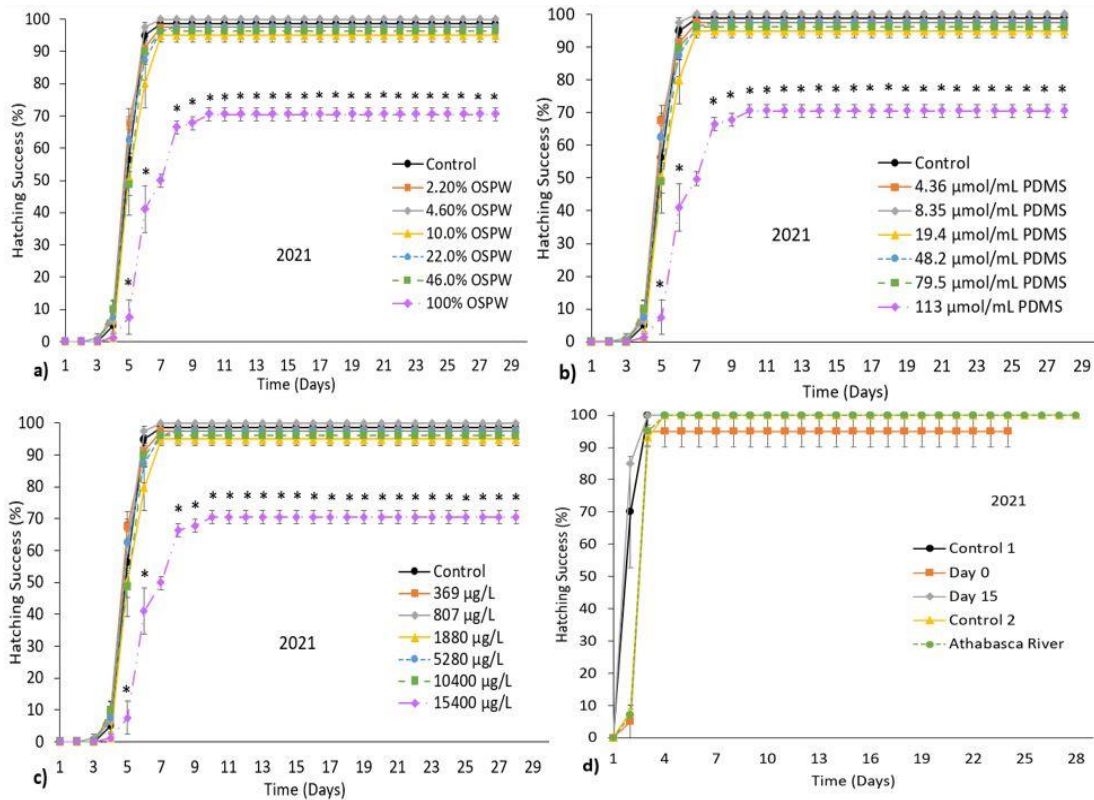 Hatching Success (%)
100
90
80
70
60
50
40
30
20
10
0
* * * * * * * * * * * * * * * * * * * * * * *
Control
2.20% OSPW
4.60% OSPW
10.0% OSPW
22.0% OSPW
46.0% OSPW
100% OSPW
2021
1 3 5 7 9 11 13 15 17 19 21 23 25 27 29
a)
Time (Days)
Hatching Success (%)
100
90
80
70
60
50
40
30
20
10
0
* * * * * * * * * * * * * * * * * * * * * * *
Control
4.36 µmol/mL PDMS
8.35 µmol/mL PDMS
19.4 µmol/mL PDMS
48.2 µmol/mL PDMS
79.5 µmol/mL PDMS
113 µmol/mL PDMS
2021
1 3 5 7 9 11 13 15 17 19 21 23 25 27 29
b)
Time (Days)
Hatching Success (%)
100
90
80
70
60
50
40
30
20
10
0
* * * * * * * * * * * * * * * * * * * * * * *
Control
369 µg/L
807 µg/L
1880 µg/L
5280 µg/L
10400 µg/L
15400 µg/L
2021
1 3 5 7 9 11 13 15 17 19 21 23 25 27 29
c)
Time (Days)
Hatching Success (%)
100
90
80
70
60
50
40
30
20
10
0
2021
Control 1
Day 0
Day 15
Control 2
Athabasca River
1 4 7 10 13 16 19 22 25 28
d)
Time (Days)